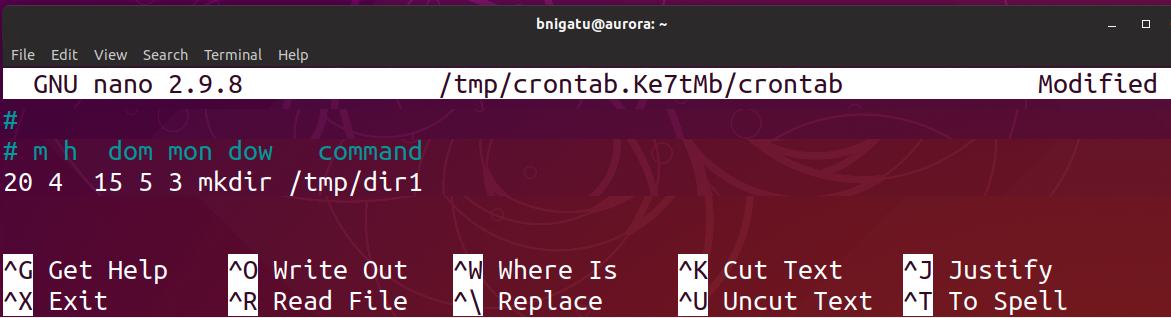 bnigatu@aurora: ~
File Edit View Search Terminal Help
GNU nano 2.9.8 /tmp/crontab.Ke7tMb/crontab Modified
#
# m h  dom mon dow   command
20 4  15 5 3 mkdir /tmp/dir1
^G Get Help ^O Write Out ^W Where Is ^K Cut Text ^J Justify
^X Exit ^R Read File ^\ Replace ^U Uncut Text ^T To Spell